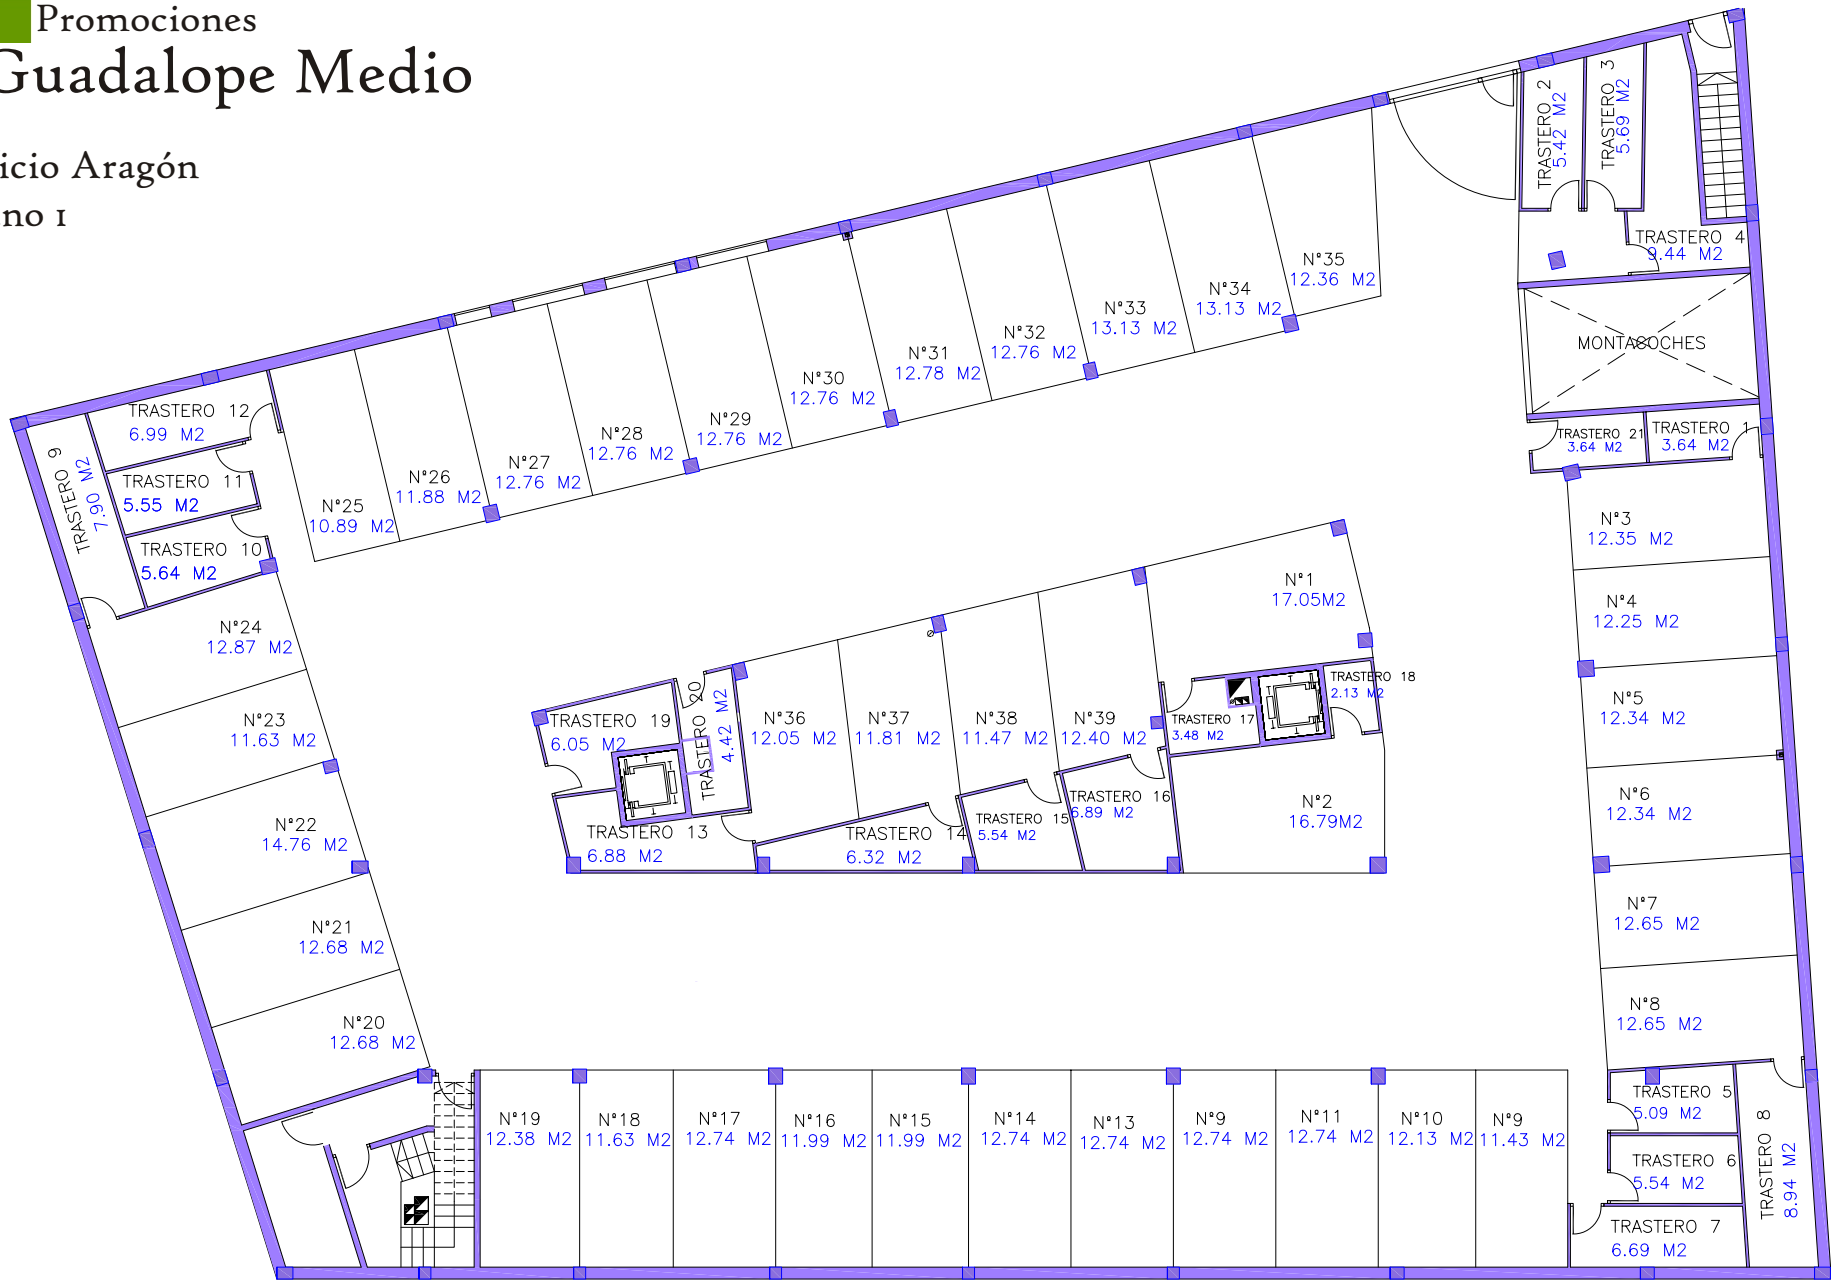 Promociones
Guadalope Medio
icio Aragón
no 1
TRASTERO 2
5.42 M2
TRASTERO 3
5.69 M2
TRASTERO 4
9.44 M2
MONTACOCHES
TRASTERO 21
3.64 M2
TRASTERO 1
3.64 M2
N°35
12.36 M2
N°34
13.13 M2
N°33
13.13 M2
N°32
12.76 M2
N°31
12.78 M2
N°30
12.76 M2
N°29
12.76 M2
N°28
12.76 M2
N°27
12.76 M2
N°26
11.88 M2
N°25
10.89 M2
TRASTERO 12
6.99 M2
TRASTERO 11
5.55 M2
TRASTERO 10
5.64 M2
TRASTERO 9
7.90 M2
N°24
12.87 M2
N°23
11.63 M2
N°22
14.76 M2
N°21
12.68 M2
N°20
12.68 M2
N°1
17.05M2
N°2
16.79M2
TRASTERO 18
2.13 M2
TRASTERO 17
3.48 M2
N°36
12.05 M2
N°37
11.81 M2
N°38
11.47 M2
N°39
12.40 M2
TRASTERO 19
6.05 M2
TRASTERO 20
4.42 M2
TRASTERO 13
6.88 M2
TRASTERO 14
6.32 M2
TRASTERO 15
5.54 M2
TRASTERO 16
6.89 M2
N°3
12.35 M2
N°4
12.25 M2
N°5
12.34 M2
N°6
12.34 M2
N°7
12.65 M2
N°8
12.65 M2
TRASTERO 5
5.09 M2
TRASTERO 6
5.54 M2
TRASTERO 7
6.69 M2
TRASTERO 8
8.94 M2
N°19
12.38 M2
N°18
11.63 M2
N°17
12.74 M2
N°16
11.99 M2
N°15
11.99 M2
N°14
12.74 M2
N°13
12.74 M2
N°9
12.74 M2
N°11
12.74 M2
N°10
12.13 M2
N°9
11.43 M2